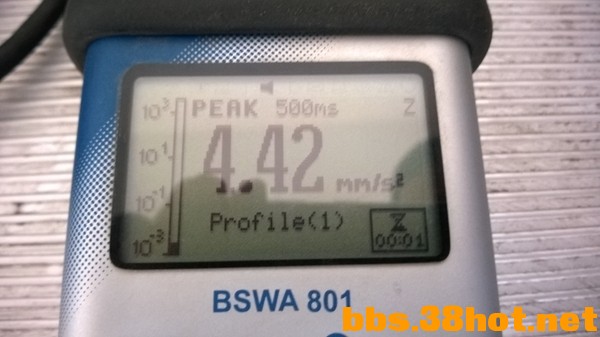 PEAK 500ms Z
10³
10¹
4.42 mm/s²
10⁻¹
Profile(1)
10⁻³
00:01
BSWA 801
bbs.38hot.net